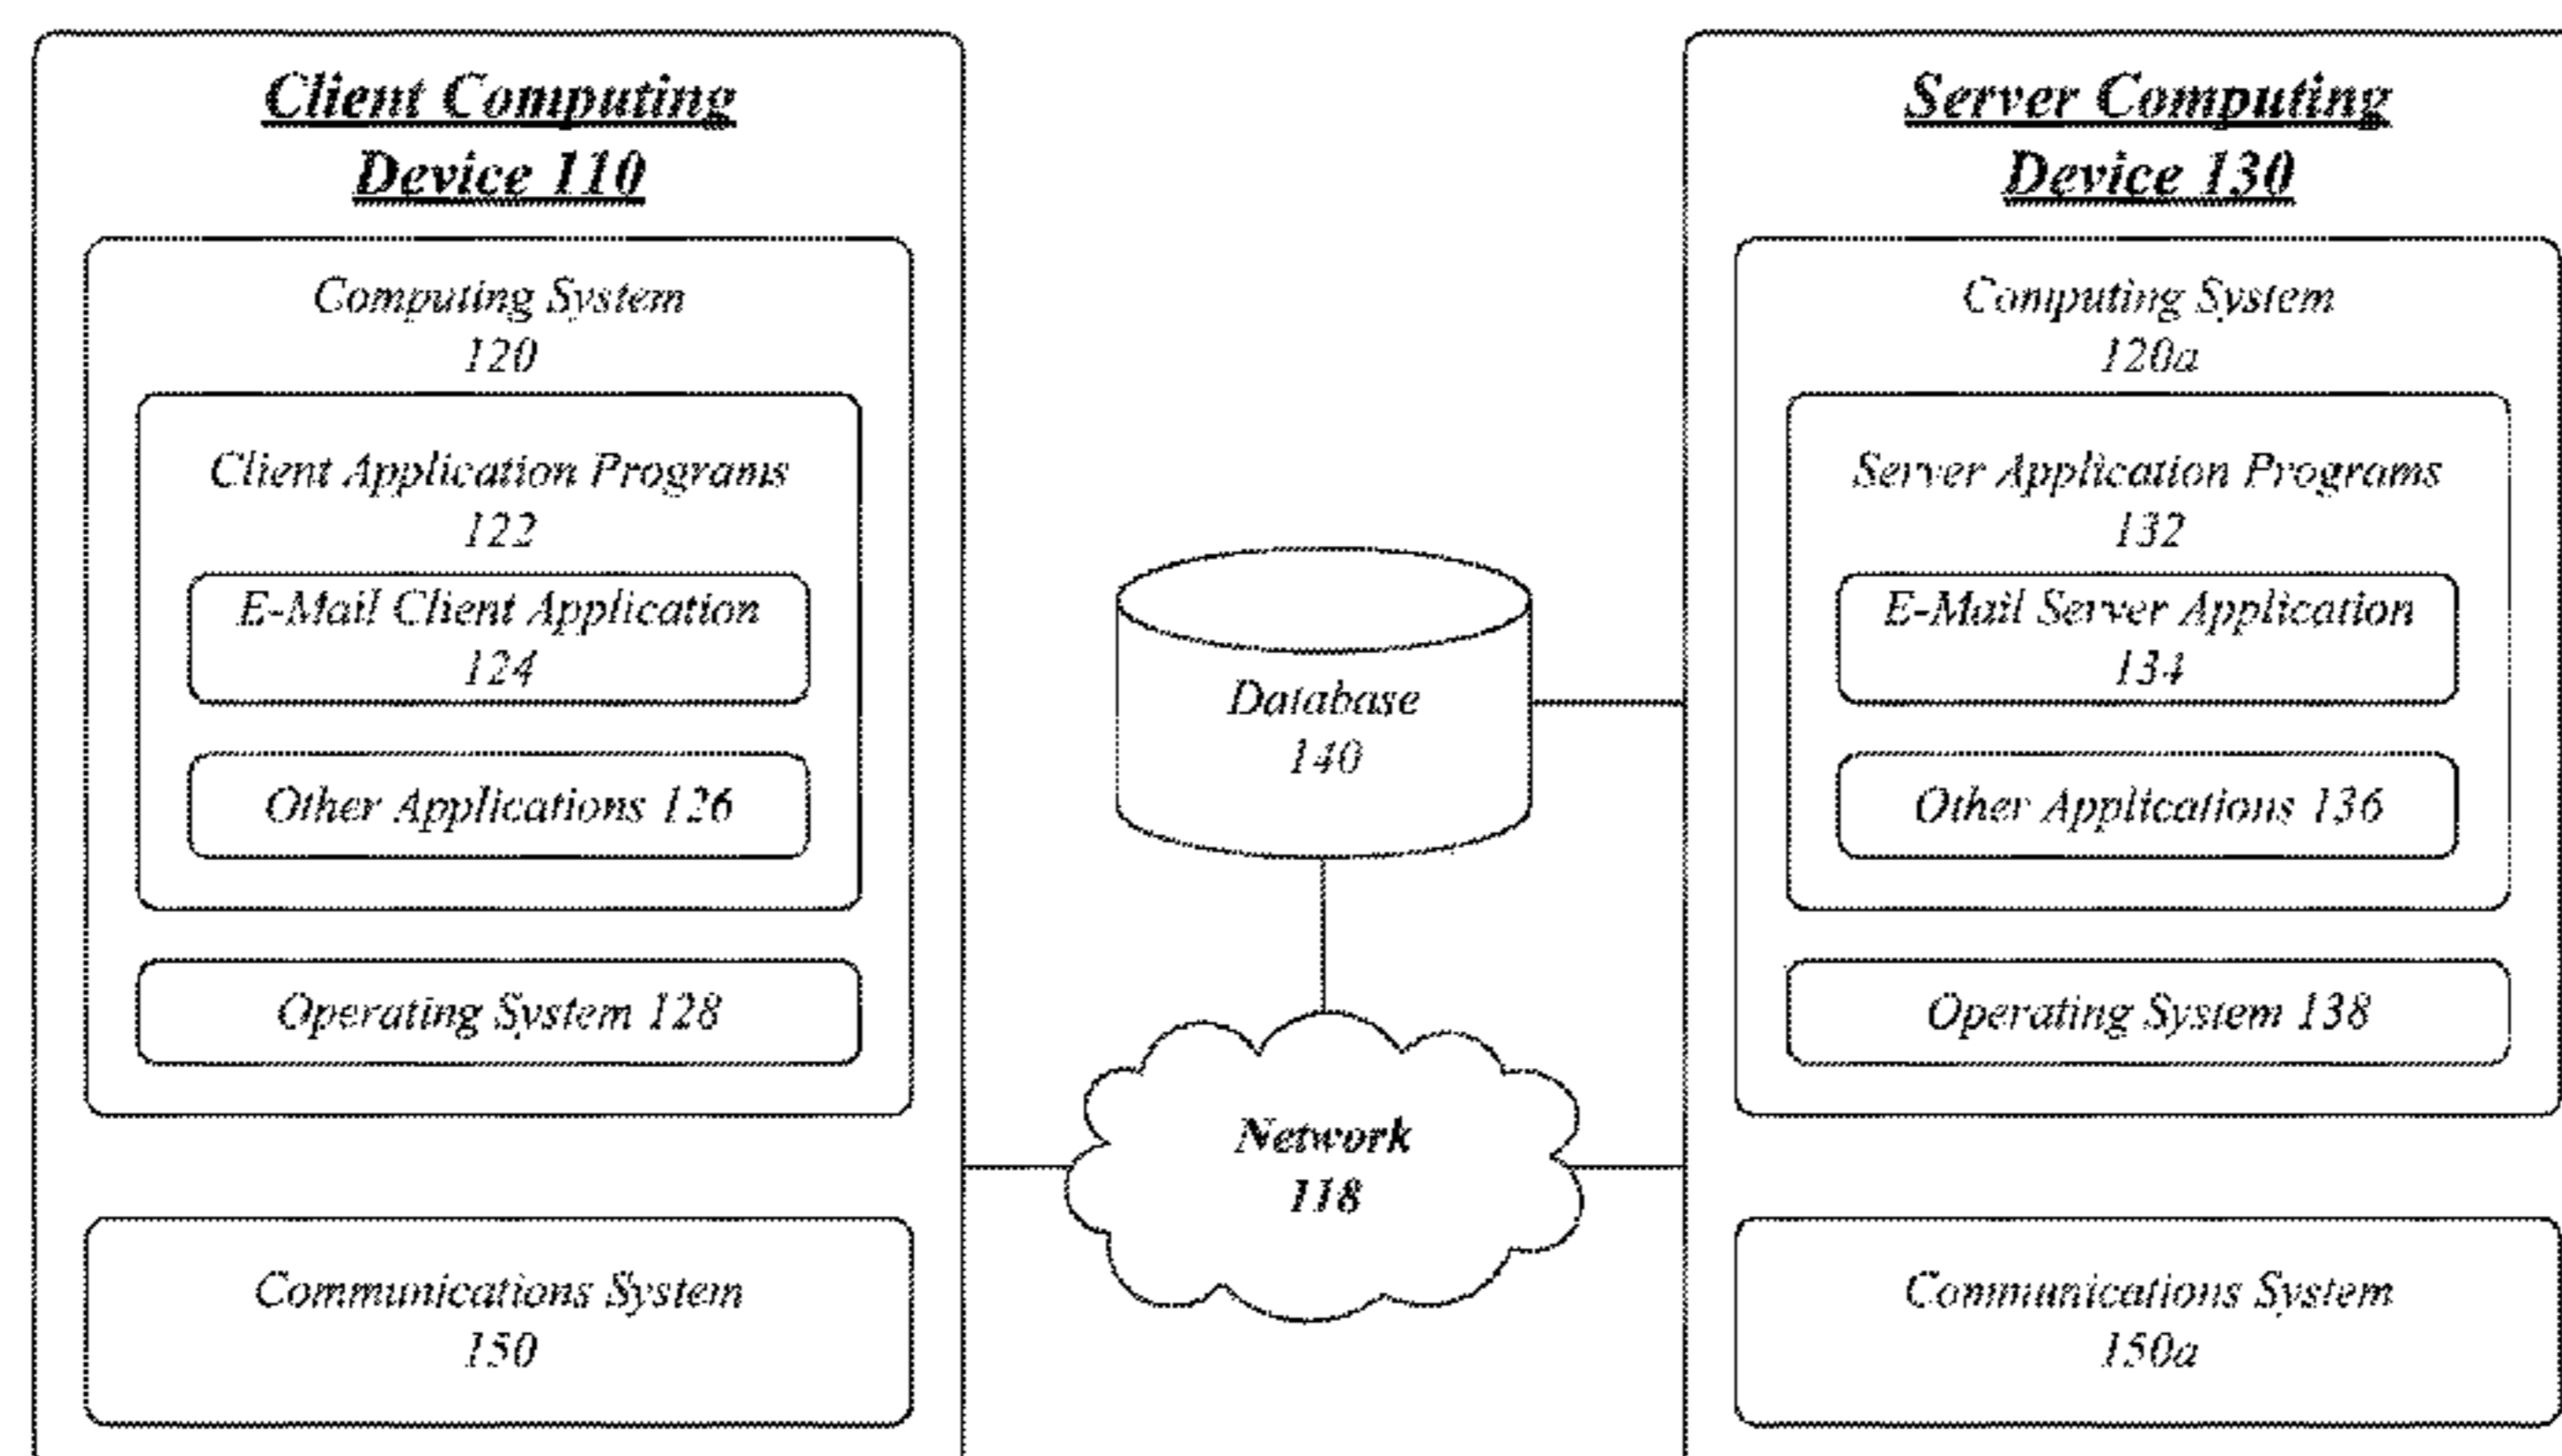 Client Computing
Device 110
Computing System
120
Client Application Programs
122
E-Mail Client Application
124
Other Applications 126
Operating System 128
Communications System
150
Database
140
Network
118
Server Computing
Device 130
Computing System
120a
Server Application Programs
132
E-Mail Server Application
134
Other Applications 136
Operating System 138
Communications System
150a